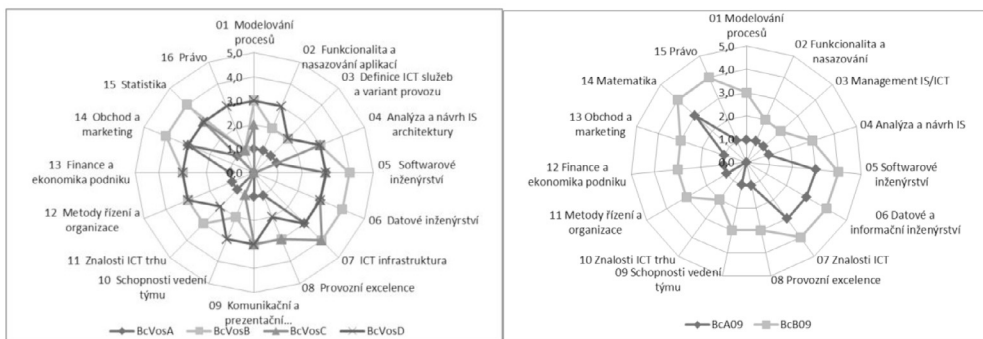 01 Modelování
procesů
02 Funkcionalita a
nasazování aplikací
03 Definice ICT služeb
a variant provozu
04 Analýza a návrh IS
architektury
05 Softwarové
inženýrství
06 Datové inženýrství
07 ICT infrastruktura
08 Provozní excelence
09 Komunikační a
prezentační...
10 Schopnosti vedení
týmu
11 Znalosti ICT trhu
12 Metody řízení a
organizace
13 Finance a
ekonomika podniku
14 Obchod a
marketing
15 Statistika
16 Právo
5,0
4,0
3,0
2,0
1,0
0,0
BcVosA BcVosB BcVosC BcVosD
01 Modelování
procesů
02 Funkcionalita a
nasazování
03 Management IS/ICT
04 Analýza a návrh IS
05 Softwarové
inženýrství
06 Datové a
informační inženýrství
07 Znalosti ICT
08 Provozní excelence
09 Schopnosti vedení
týmu
10 Znalosti ICT trhu
11 Metody řízení a
organizace
12 Finance a
ekonomika podniku
13 Obchod a
marketing
14 Matematika
15 Právo
5,0
4,0
3,0
2,0
1,0
0,0
BcA09 BcB09